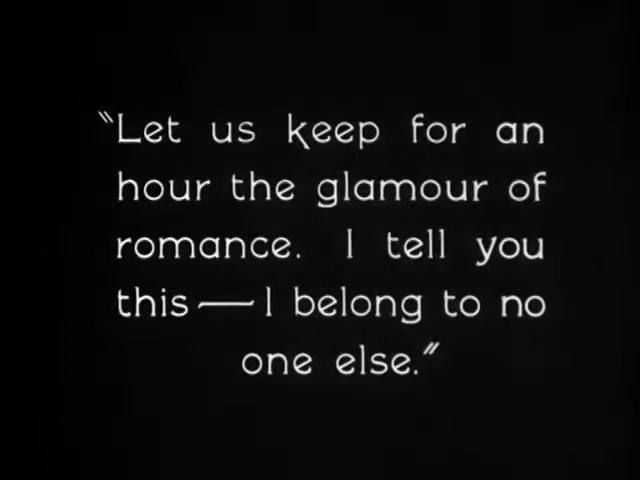 "Let us keep for an
hour the glamour of
romance. I tell you
this—I belong to no
one else."